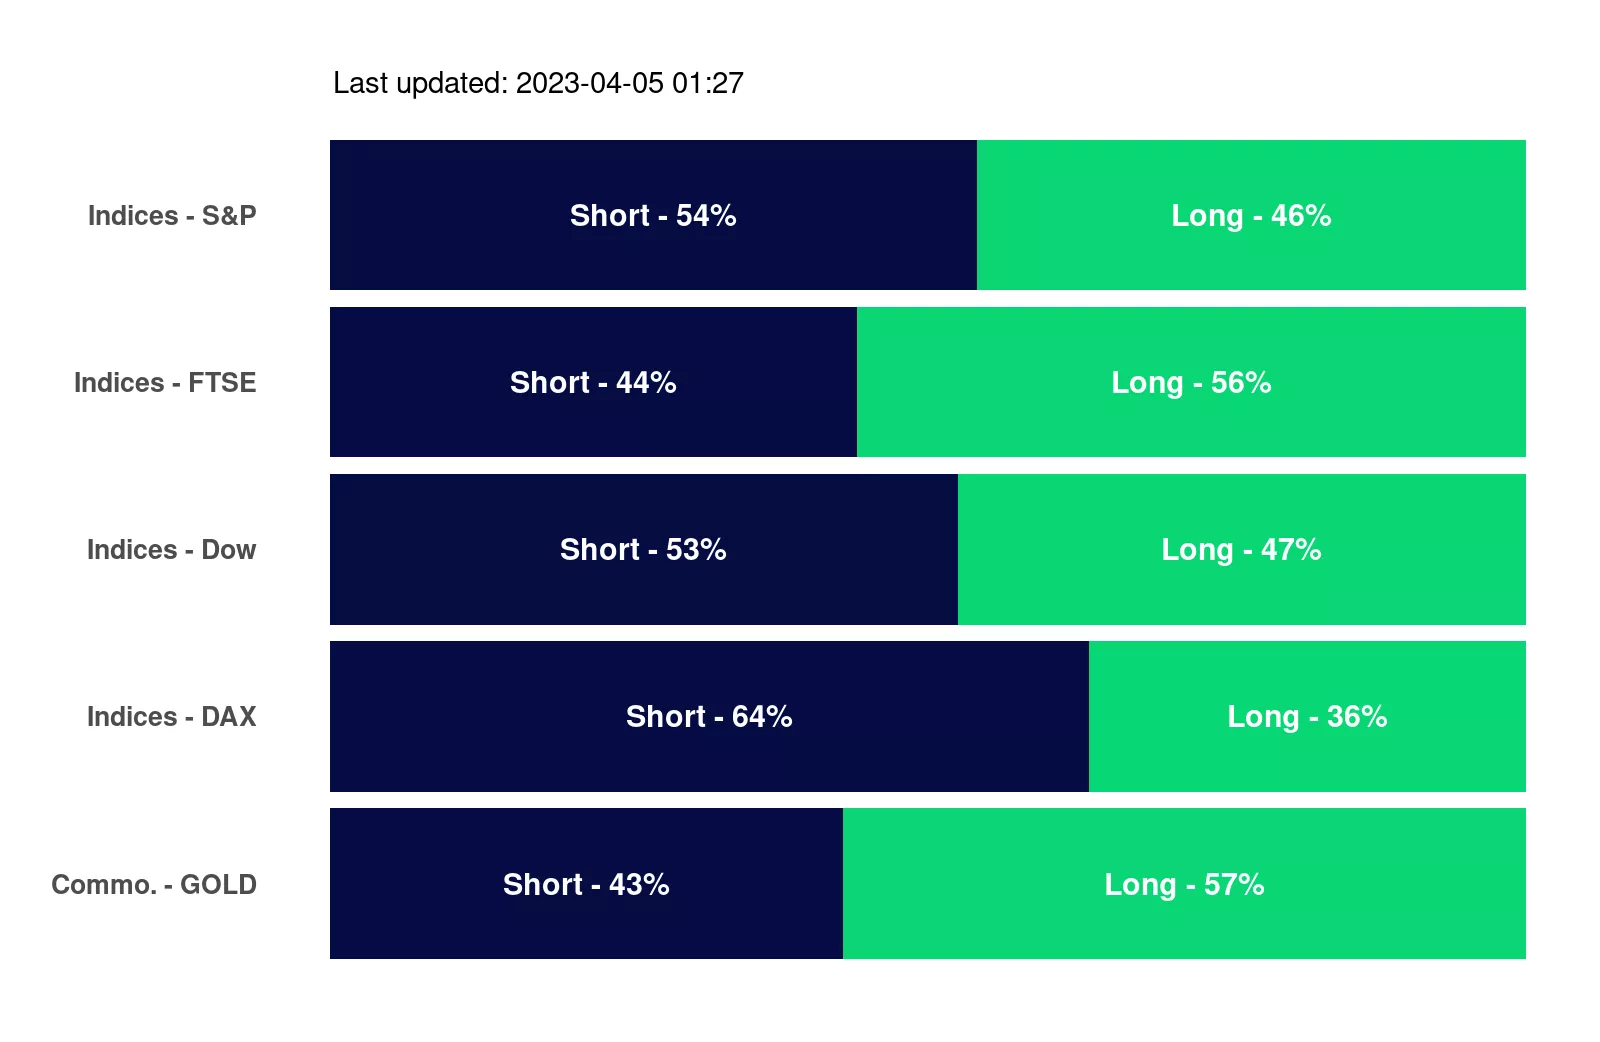 Last updated: 2023-04-05 01:27
Indices - S&P Short - 54% Long - 46%
Indices - FTSE Short - 44% Long - 56%
Indices - Dow Short - 53% Long - 47%
Indices - DAX Short - 64% Long - 36%
Commo. - GOLD Short - 43% Long - 57%